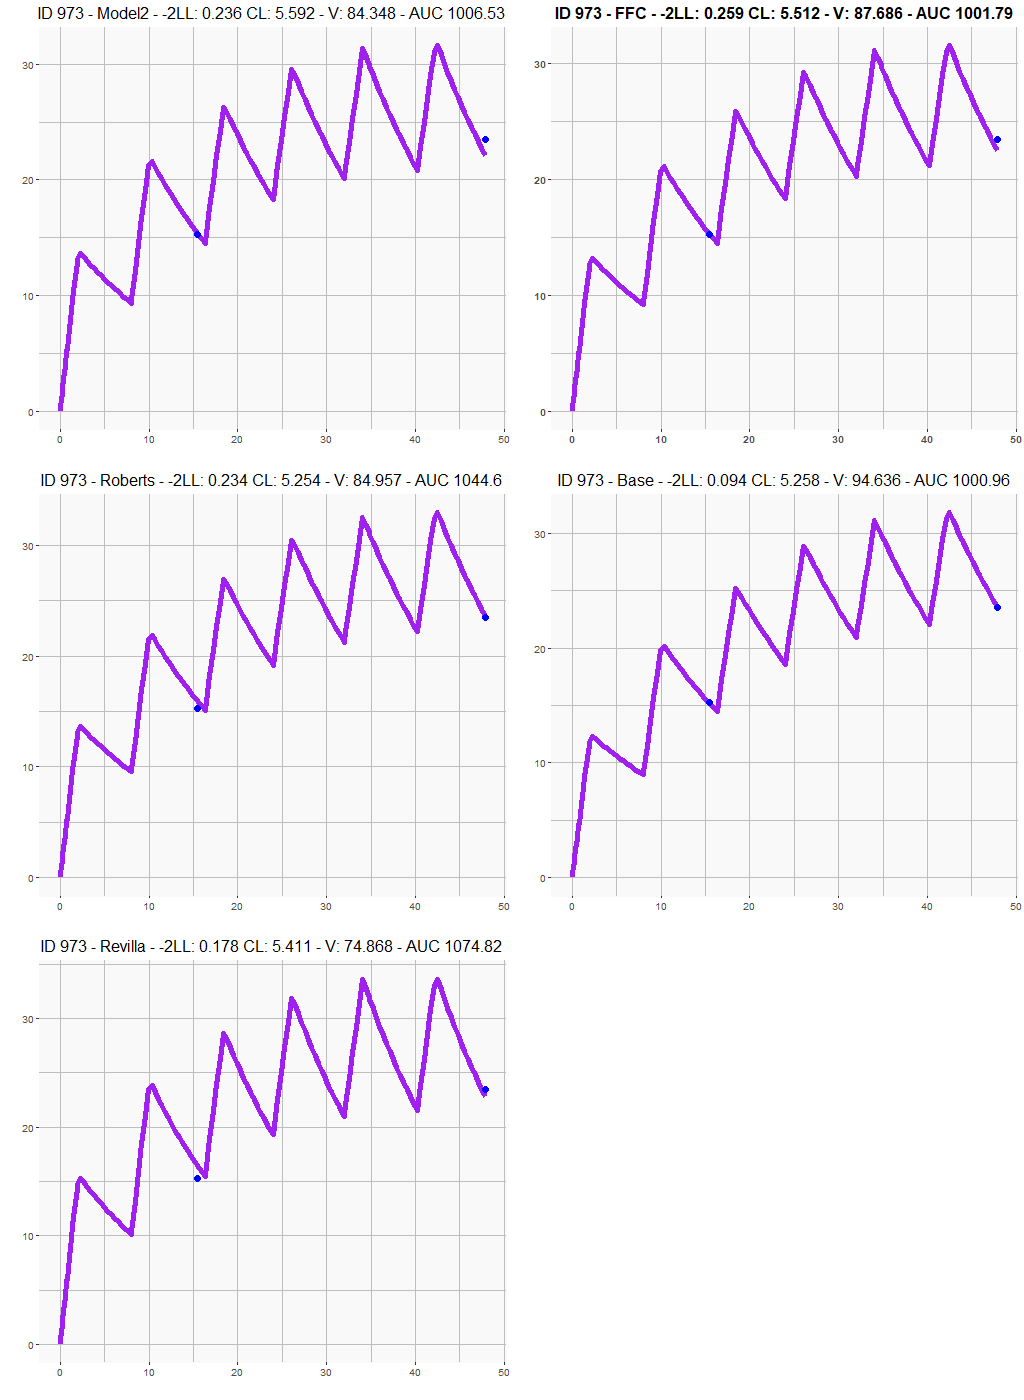 ID 973 - Model2 - -2LL: 0.236 CL: 5.592 - V: 84.348 - AUC 1006.53
30
20
10
0
0 10 20 30 40 50
ID 973 - FFC - -2LL: 0.259 CL: 5.512 - V: 87.686 - AUC 1001.79
30
20
10
0
0 10 20 30 40 50
ID 973 - Roberts - -2LL: 0.234 CL: 5.254 - V: 84.957 - AUC 1044.6
30
20
10
0
0 10 20 30 40 50
ID 973 - Base - -2LL: 0.094 CL: 5.258 - V: 94.636 - AUC 1000.96
30
20
10
0
0 10 20 30 40 50
ID 973 - Revilla - -2LL: 0.178 CL: 5.411 - V: 74.868 - AUC 1074.82
30
20
10
0
0 10 20 30 40 50